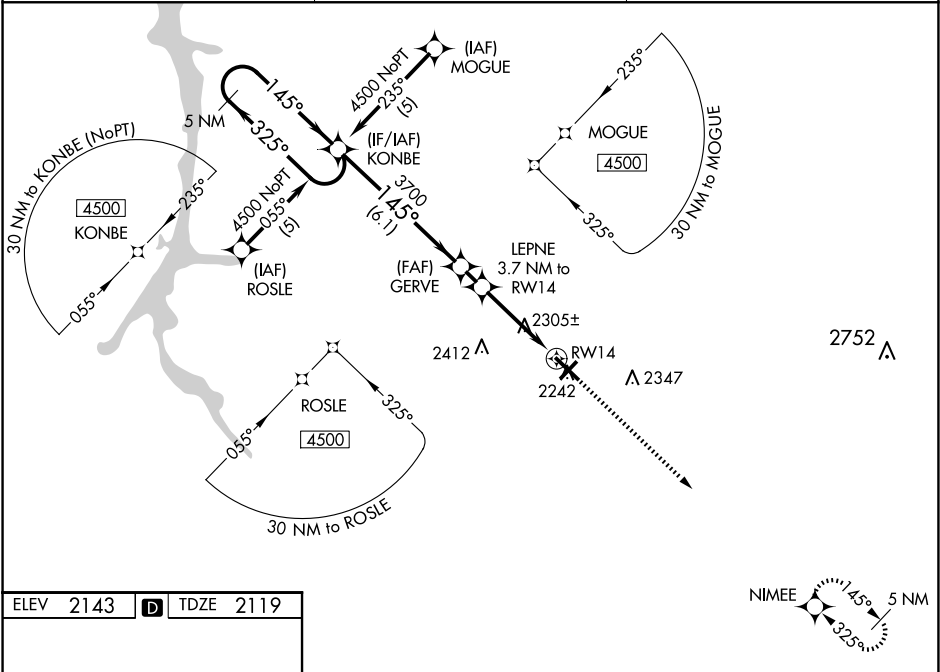 (IAF)
MOGUE
4500 NoPT
235°
(5)
145°
5 NM
325°
(IF/IAF)
KONBE
4500 NoPT
055°
(5)
(IAF)
ROSLE
3700
145°
(6.1)
30 NM to KONBE (NoPT)
4500
KONBE
235°
055°
235°
MOGUE
4500
325°
30 NM to MOGUE
(FAF)
GERVE
LEPNE
3.7 NM to
RW14
2305±
2412
RW14
2242
2347
2752
ROSLE
4500
055°
325°
30 NM to ROSLE
NIMEE
145°
5 NM
325°
ELEV 2143 D TDZE 2119